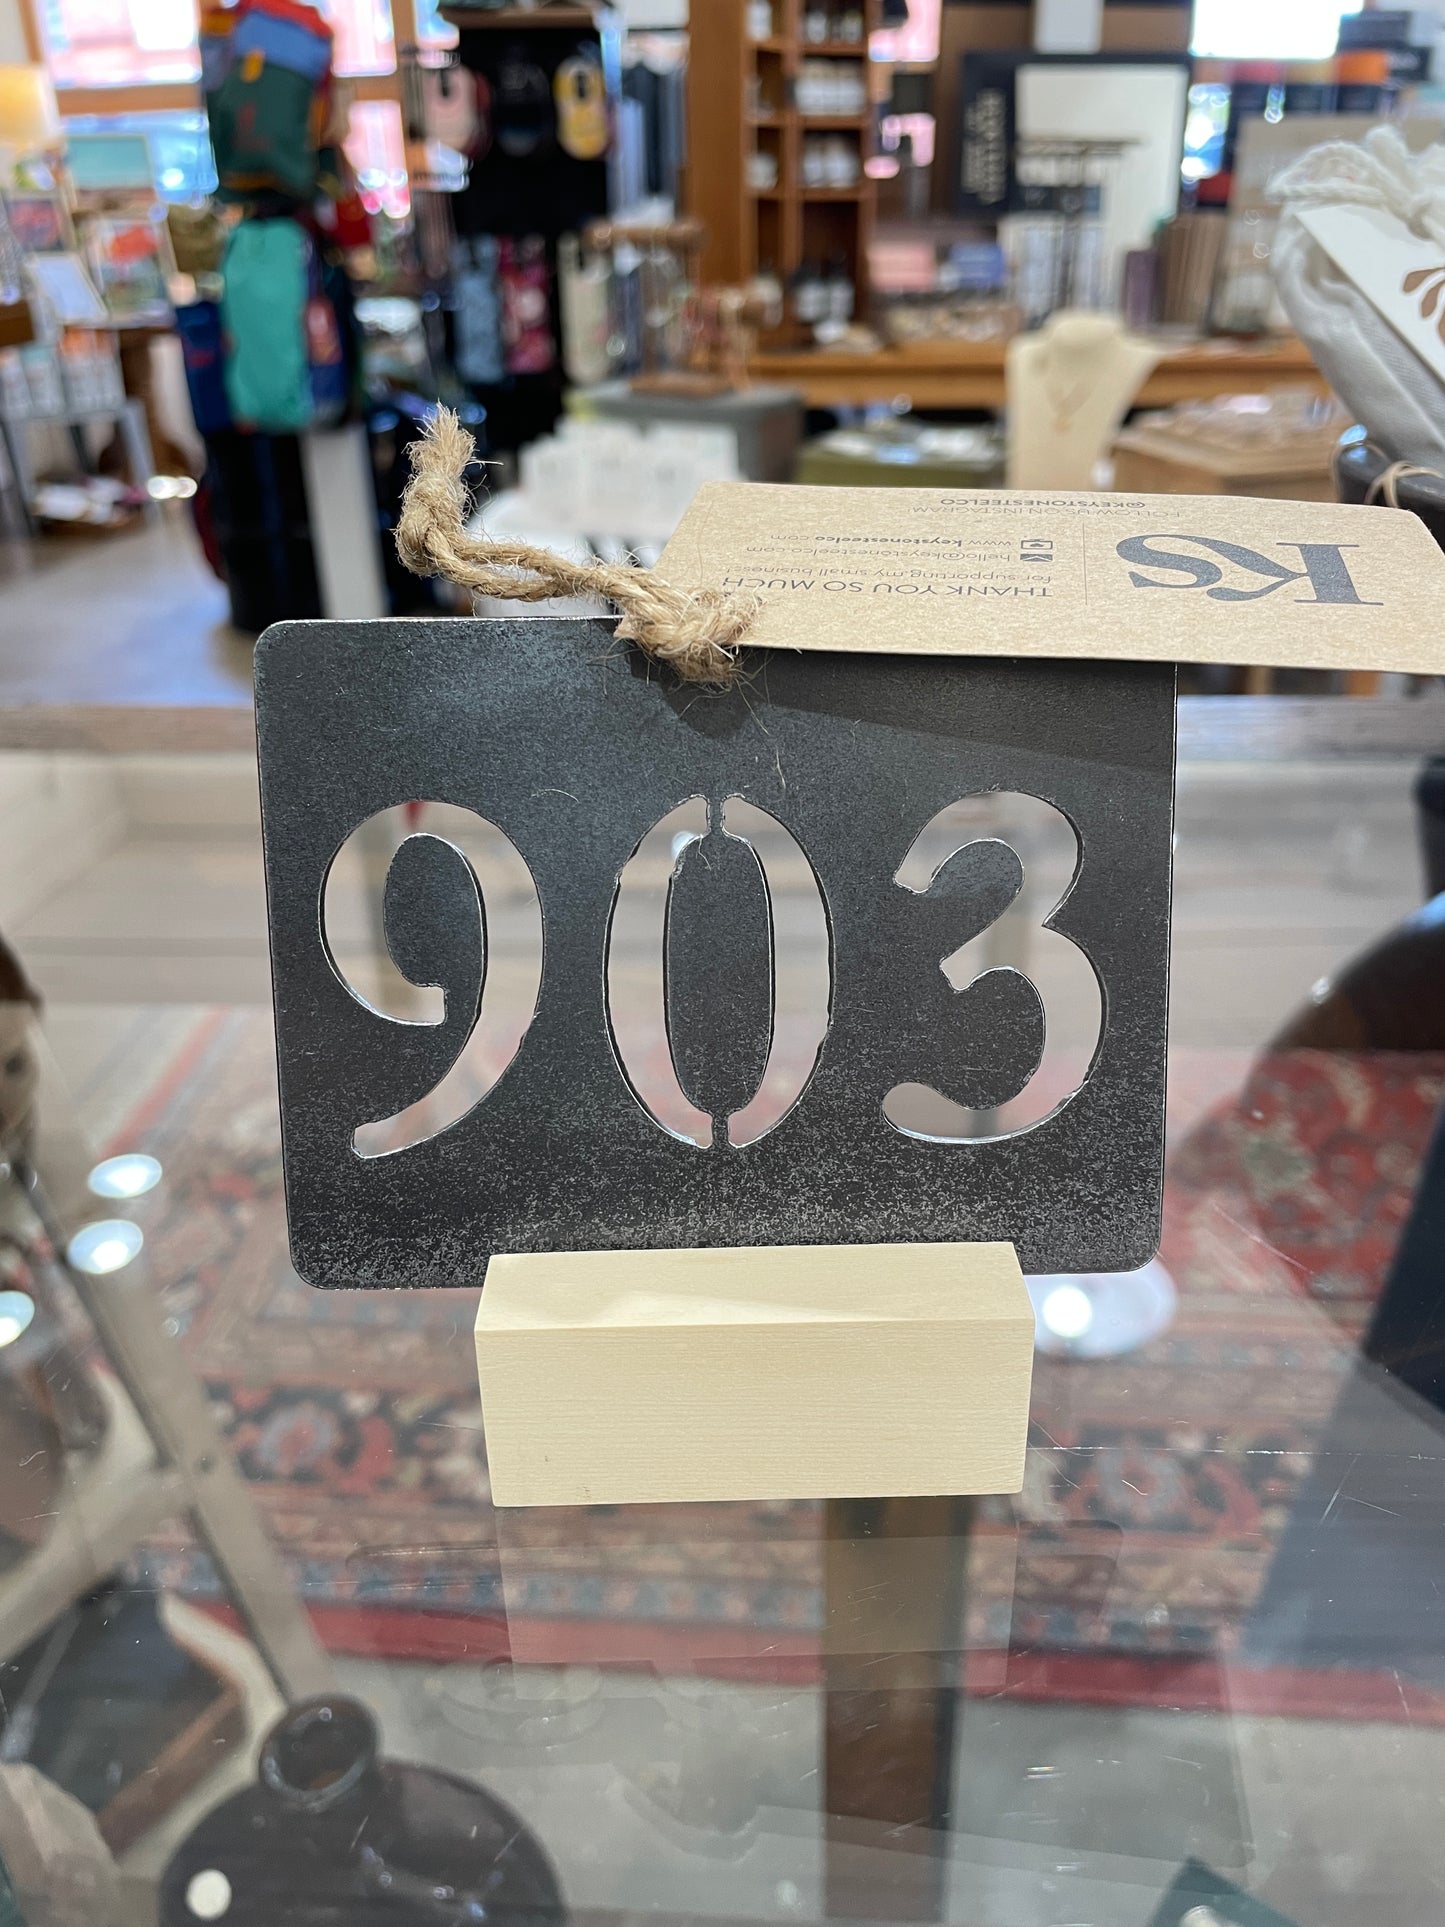 FOLLOW US ON INSTAGRAM
@KEYSTONESTEELCO
THANK YOU SO MUCH
for supporting my small business!
hello@keystonesteelco.com
www.keystonesteelco.com
KS
903